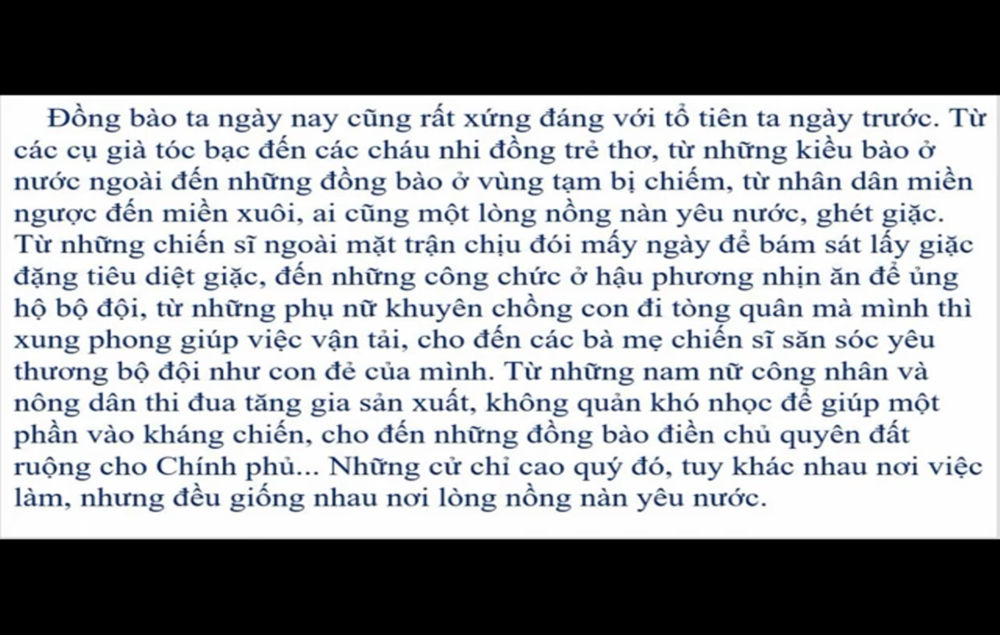 Đồng bào ta ngày nay cũng rất xứng đáng với tổ tiên ta ngày trước. Từ
các cụ già tóc bạc đến các cháu nhi đồng trẻ thơ, từ những kiều bào ở
nước ngoài đến những đồng bào ở vùng tạm bị chiếm, từ nhân dân miền
ngược đến miền xuôi, ai cũng một lòng nồng nàn yêu nước, ghét giặc.
Từ những chiến sĩ ngoài mặt trận chịu đói mấy ngày để bám sát lấy giặc
đặng tiêu diệt giặc, đến những công chức ở hậu phương nhịn ăn để ủng
hộ bộ đội, từ những phụ nữ khuyên chồng con đi tòng quân mà mình thì
xung phong giúp việc vận tải, cho đến các bà mẹ chiến sĩ săn sóc yêu
thương bộ đội như con đẻ của mình. Từ những nam nữ công nhân và
nông dân thi đua tăng gia sản xuất, không quản khó nhọc để giúp một
phần vào kháng chiến, cho đến những đồng bào điền chủ quyên đất
ruộng cho Chính phủ... Những cử chỉ cao quý đó, tuy khác nhau nơi việc
làm, nhưng đều giống nhau nơi lòng nồng nàn yêu nước.